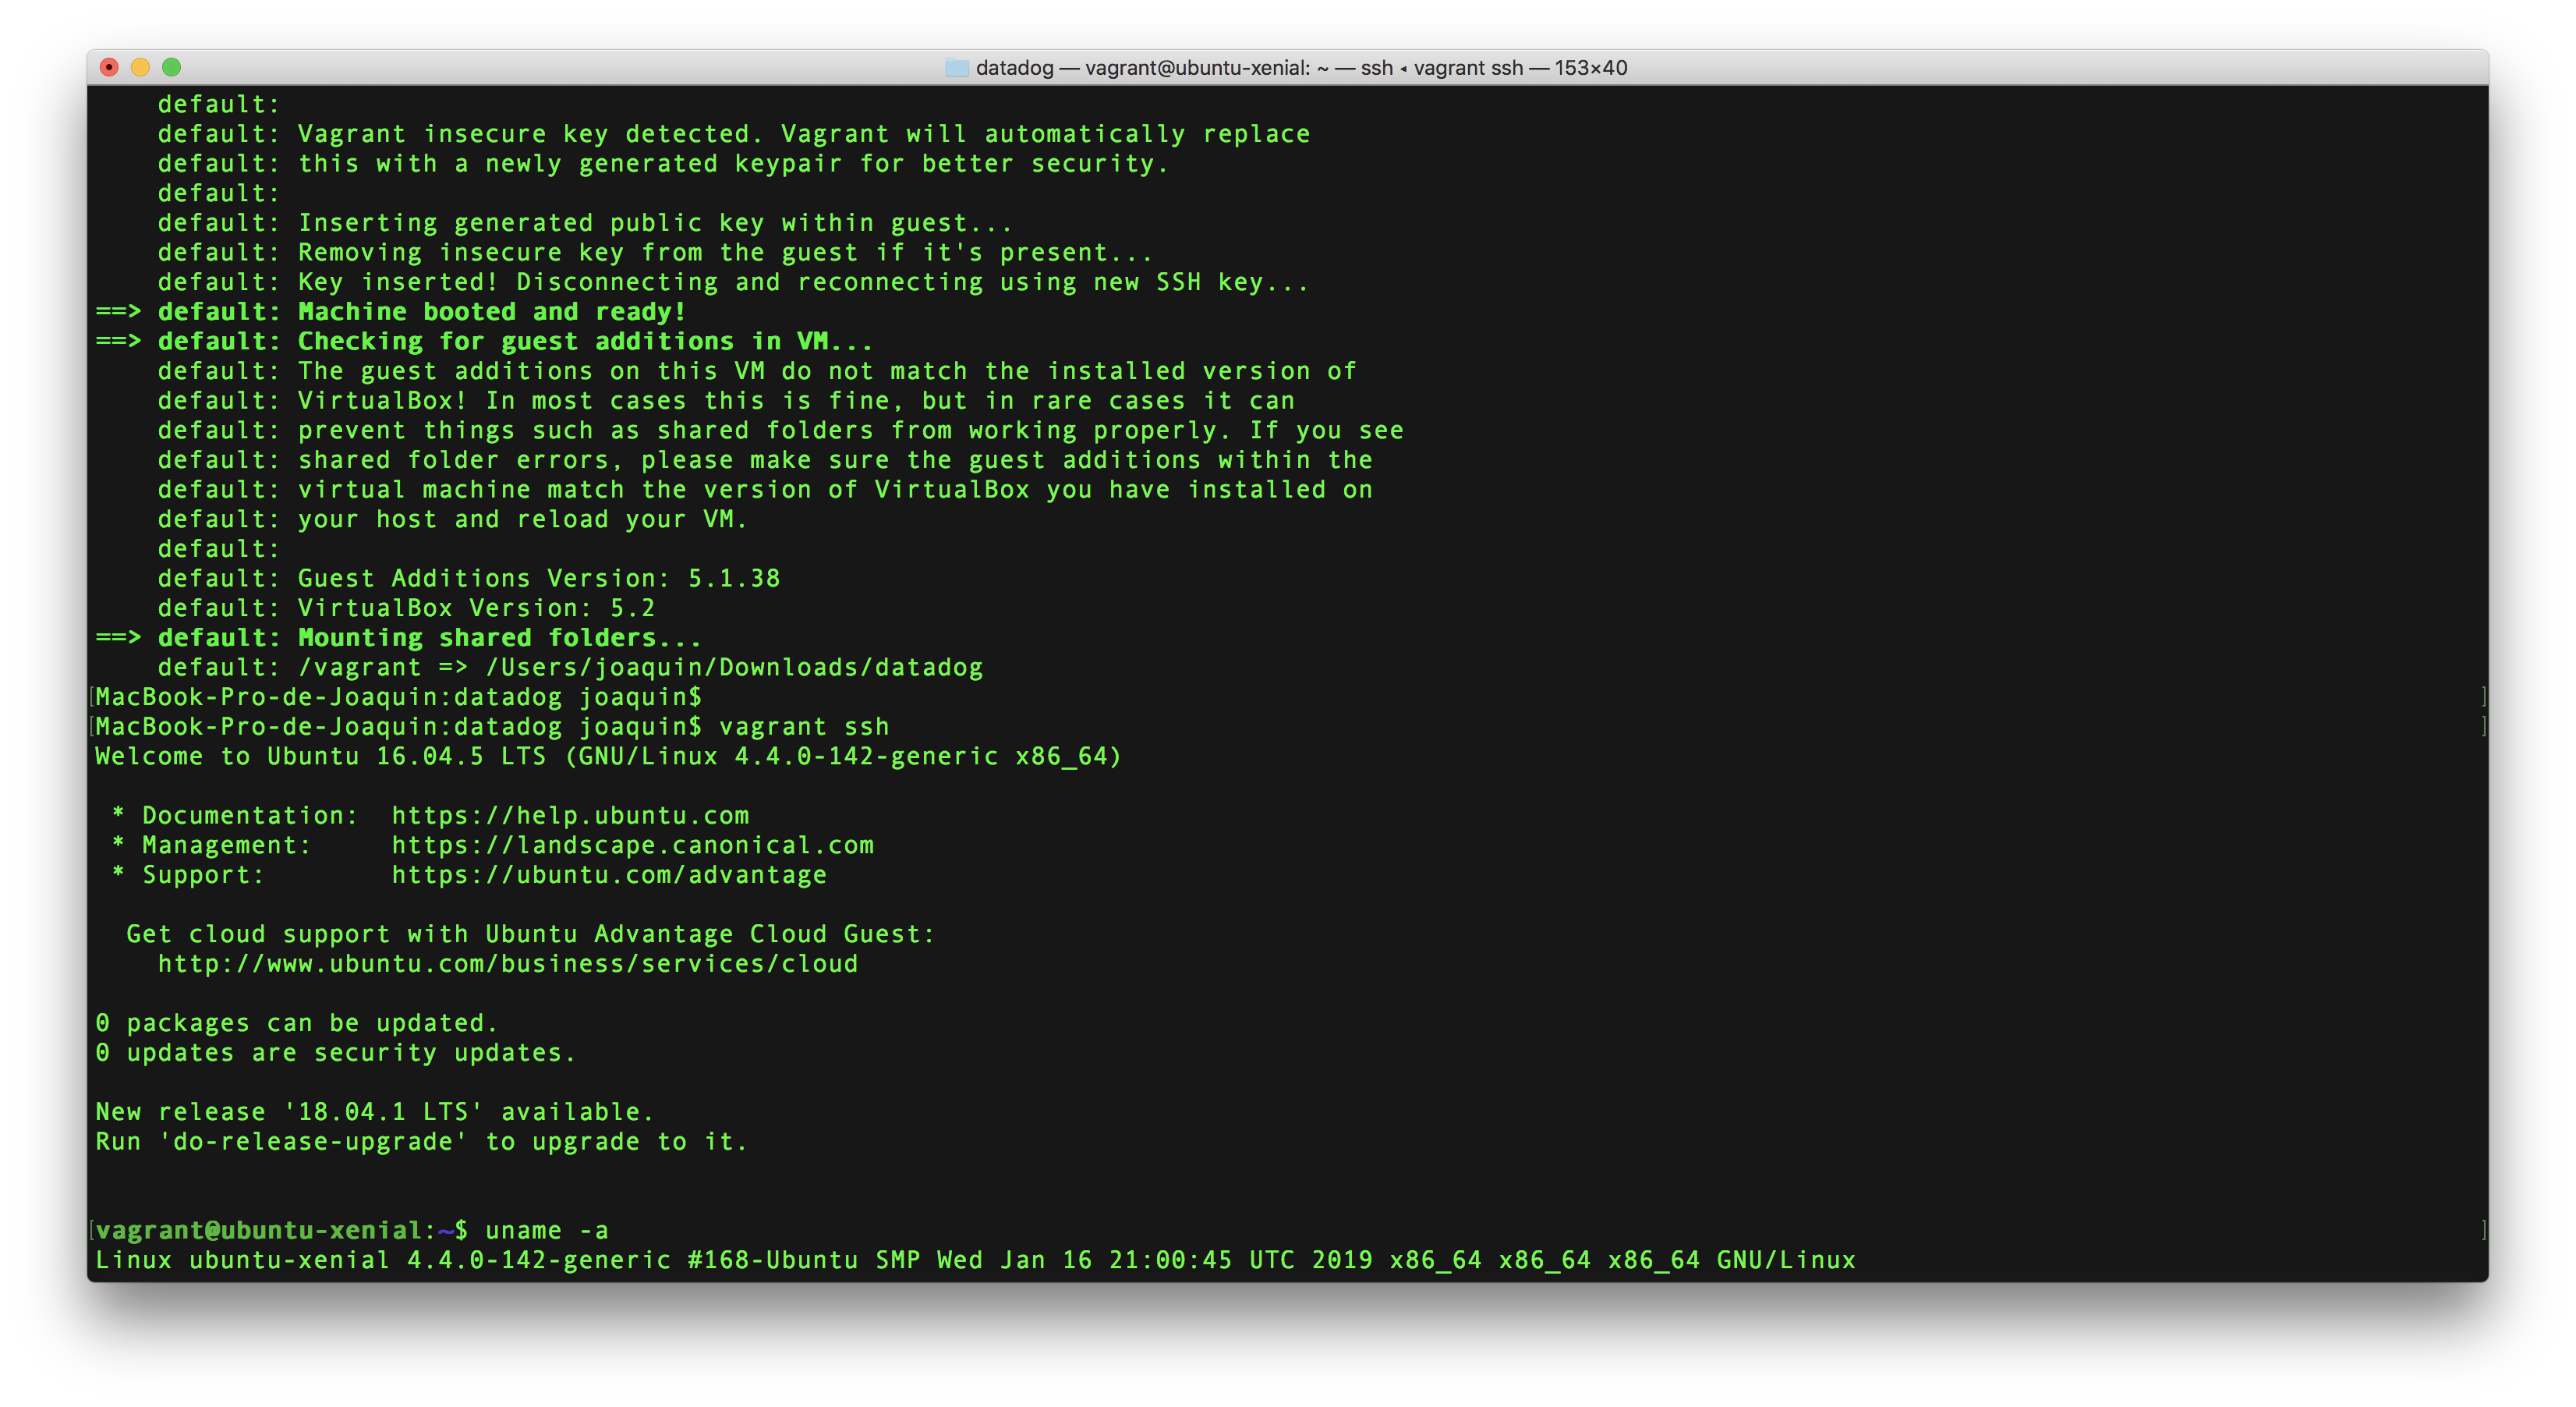 datadog — vagrant@ubuntu-xenial: ~ — ssh ◂ vagrant ssh — 153×40
    default:
    default: Vagrant insecure key detected. Vagrant will automatically replace
    default: this with a newly generated keypair for better security.
    default:
    default: Inserting generated public key within guest...
    default: Removing insecure key from the guest if it's present...
    default: Key inserted! Disconnecting and reconnecting using new SSH key...
==> default: Machine booted and ready!
==> default: Checking for guest additions in VM...
    default: The guest additions on this VM do not match the installed version of
    default: VirtualBox! In most cases this is fine, but in rare cases it can
    default: prevent things such as shared folders from working properly. If you see
    default: shared folder errors, please make sure the guest additions within the
    default: virtual machine match the version of VirtualBox you have installed on
    default: your host and reload your VM.
    default:
    default: Guest Additions Version: 5.1.38
    default: VirtualBox Version: 5.2
==> default: Mounting shared folders...
    default: /vagrant => /Users/joaquin/Downloads/datadog
[MacBook-Pro-de-Joaquin:datadog joaquin$ ]
[MacBook-Pro-de-Joaquin:datadog joaquin$ vagrant ssh ]
Welcome to Ubuntu 16.04.5 LTS (GNU/Linux 4.4.0-142-generic x86_64)

 * Documentation:  https://help.ubuntu.com
 * Management:     https://landscape.canonical.com
 * Support:        https://ubuntu.com/advantage

  Get cloud support with Ubuntu Advantage Cloud Guest:
    http://www.ubuntu.com/business/services/cloud

0 packages can be updated.
0 updates are security updates.

New release '18.04.1 LTS' available.
Run 'do-release-upgrade' to upgrade to it.

[vagrant@ubuntu-xenial:~$ uname -a ]
Linux ubuntu-xenial 4.4.0-142-generic #168-Ubuntu SMP Wed Jan 16 21:00:45 UTC 2019 x86_64 x86_64 x86_64 GNU/Linux